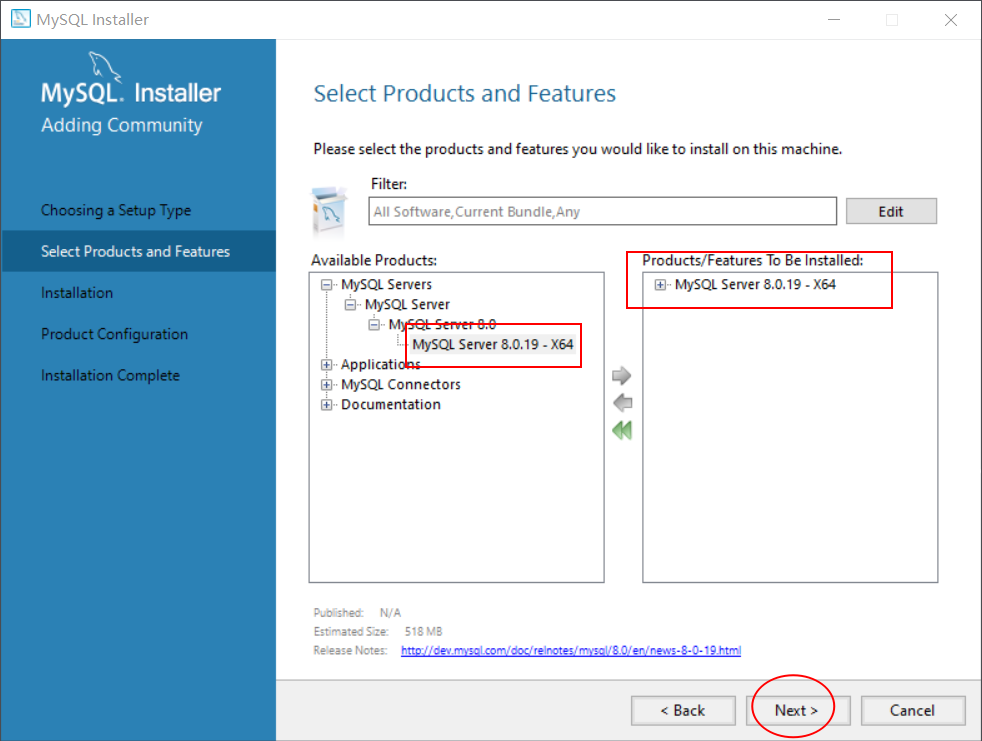 MySQL Installer
MySQL. Installer
Adding Community
Choosing a Setup Type
Select Products and Features
Installation
Product Configuration
Installation Complete
Select Products and Features
Please select the products and features you would like to install on this machine.
Filter:
All Software,Current Bundle,Any
Edit
Available Products:
MySQL Servers
MySQL Server
MySQL Server 8.0
MySQL Server 8.0.19 - X64
Applications
MySQL Connectors
Documentation
Products/Features To Be Installed:
MySQL Server 8.0.19 - X64
Published: N/A
Estimated Size: 518 MB
Release Notes: http://dev.mysql.com/doc/relnotes/mysql/8.0/en/news-8-0-19.html
< Back
Next >
Cancel